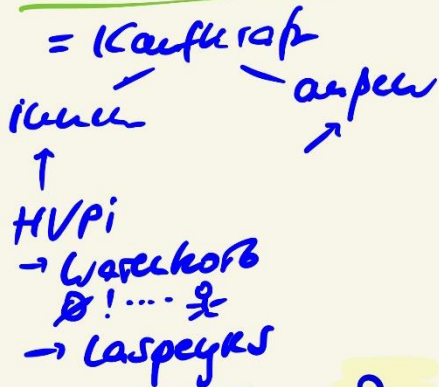 = Kaufkraft
innen außen
HVPi
→ Warenkorb
Ø! ....
→ Laspeyres